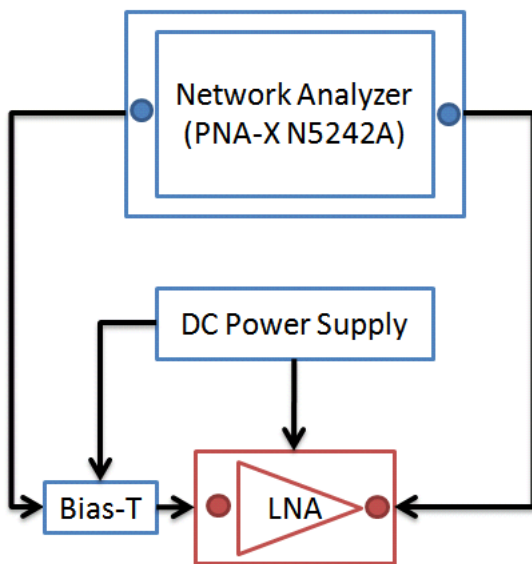 Network Analyzer
(PNA-X N5242A)
DC Power Supply
Bias-T
LNA